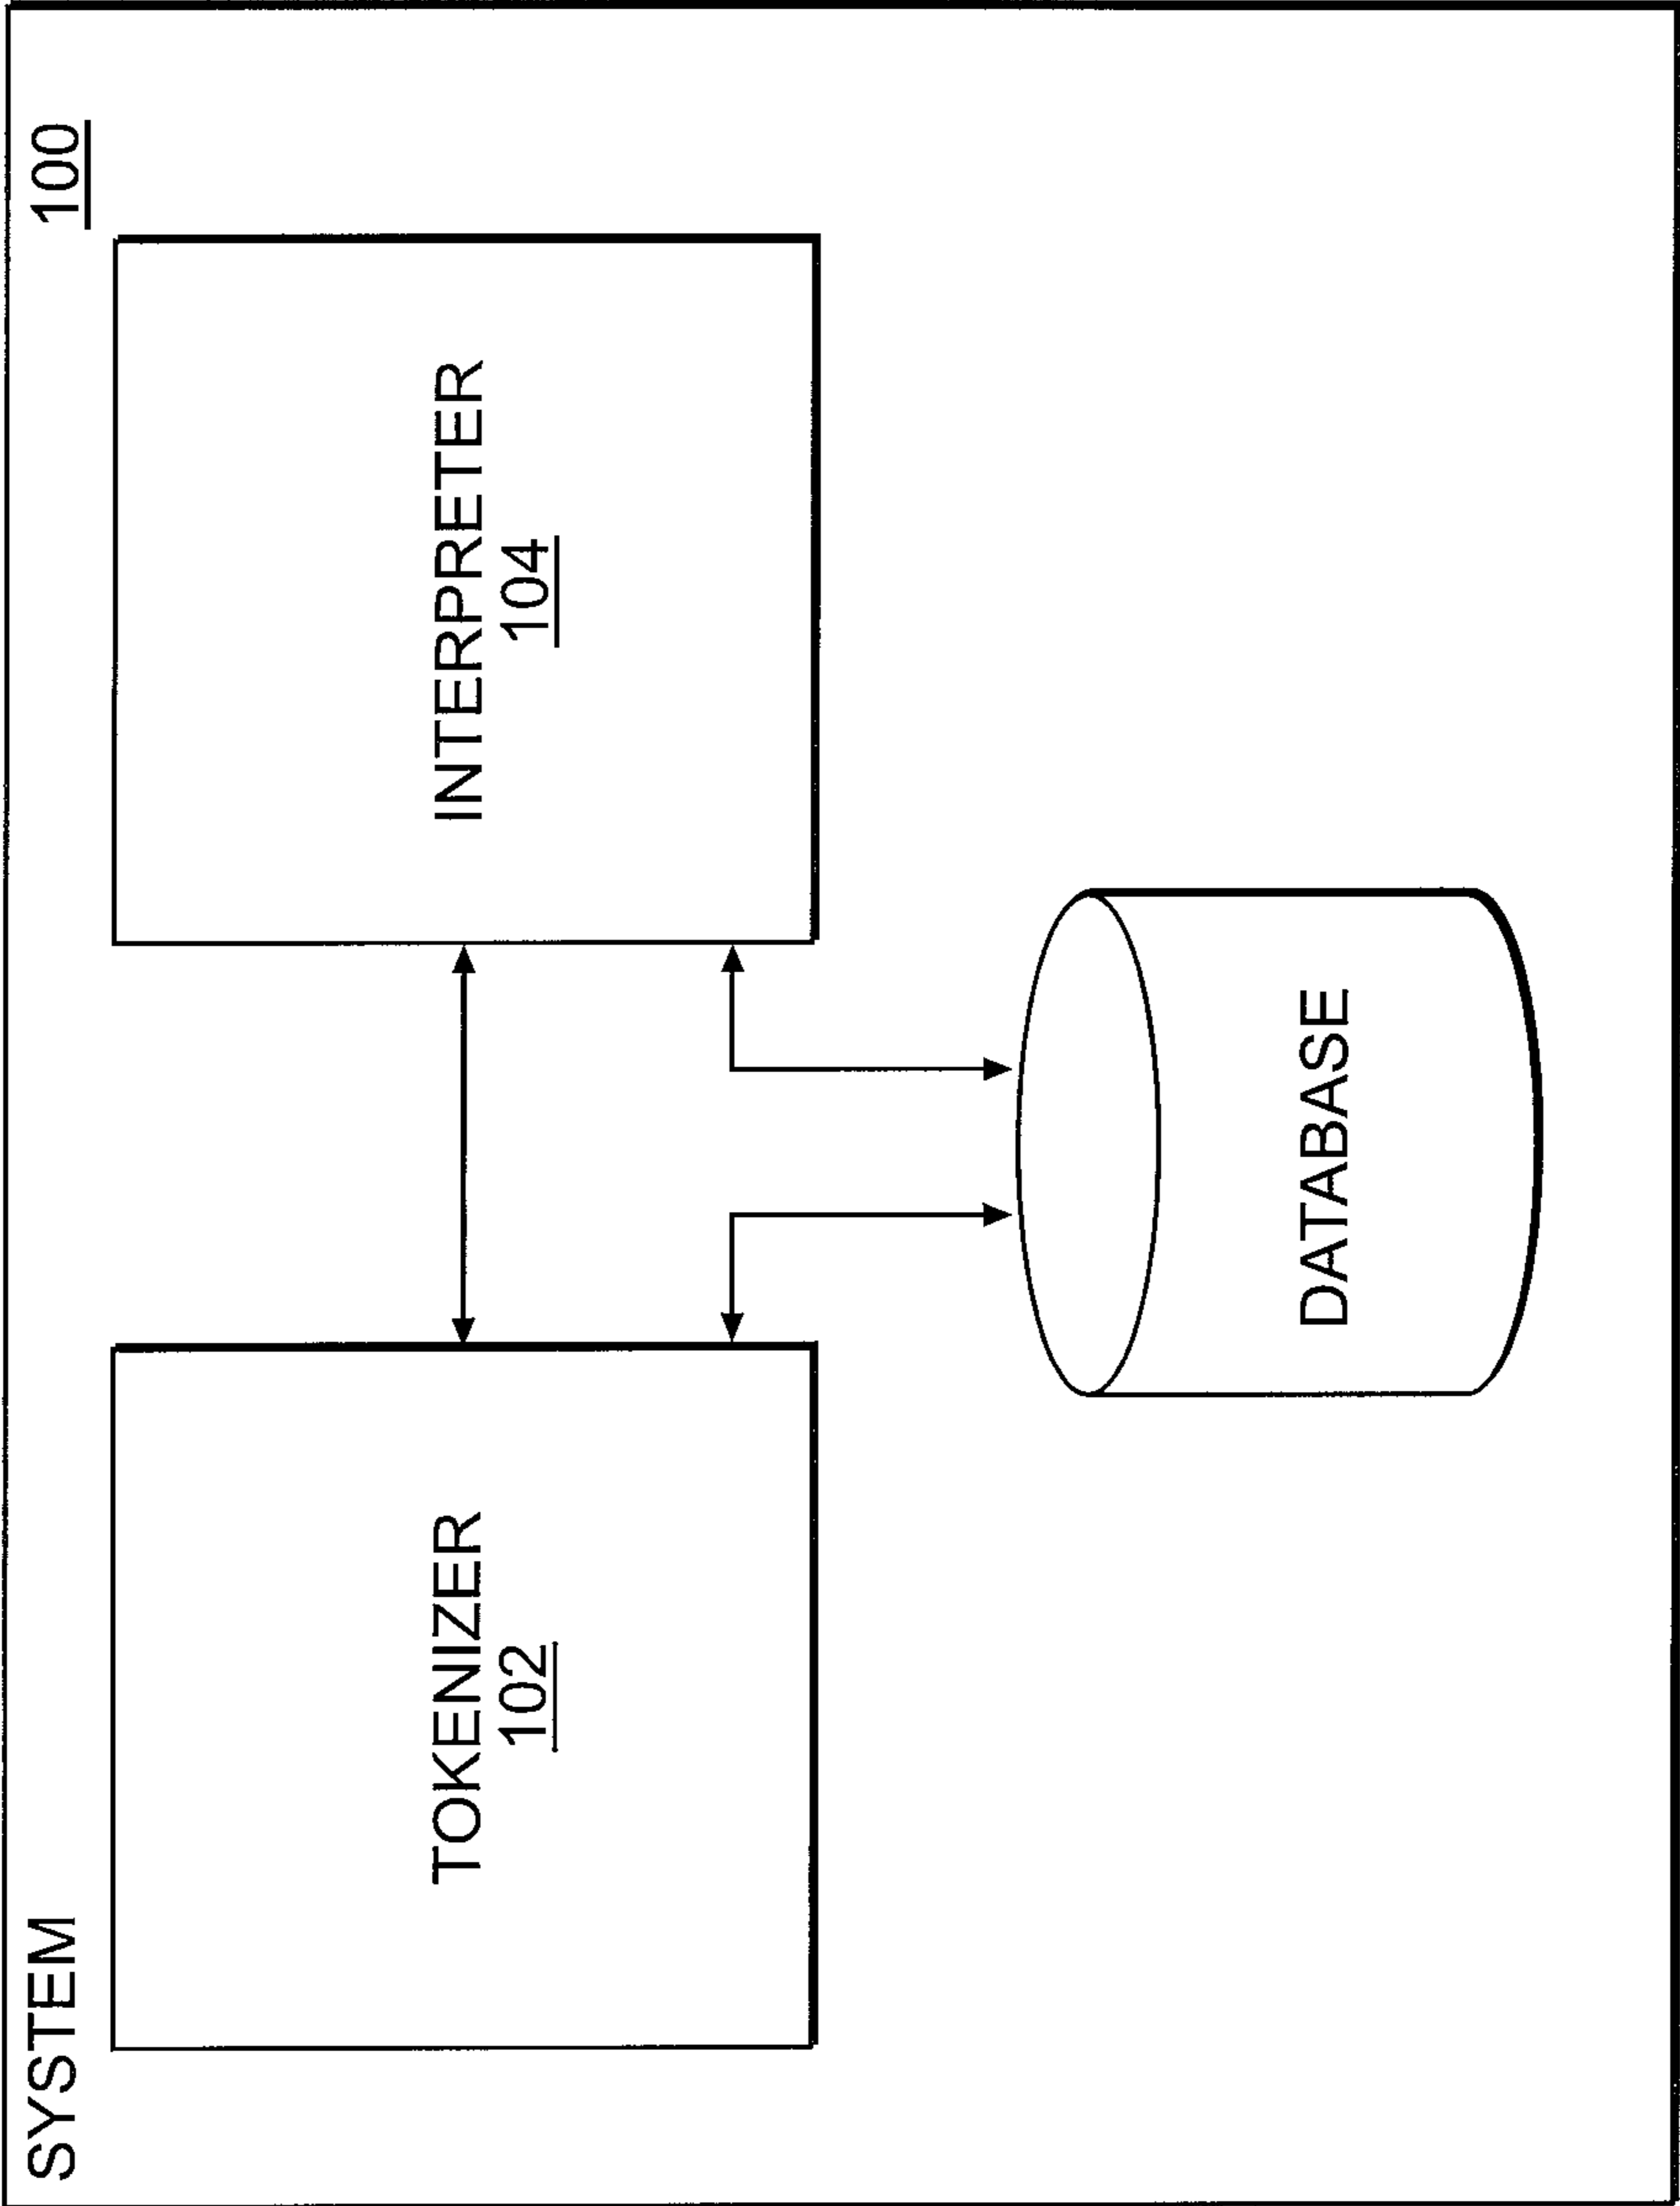 SYSTEM
100
TOKENIZER
102
INTERPRETER
104
DATABASE